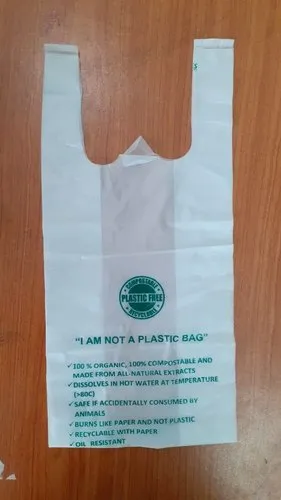 S
COMPOSTABLE
PLASTIC FREE
RECYCLABLE
"I AM NOT A PLASTIC BAG"
✓100 % ORGANIC, 100% COMPOSTABLE AND
MADE FROM ALL-NATURAL EXTRACTS
✓DISSOLVES IN HOT WATER AT TEMPERATURE
(>80C)
✓SAFE IF ACCIDENTALLY CONSUMED BY
ANIMALS
✓BURNS LIKE PAPER AND NOT PLASTIC
✓RECYCLABLE WITH PAPER
✓OIL RESISTANT